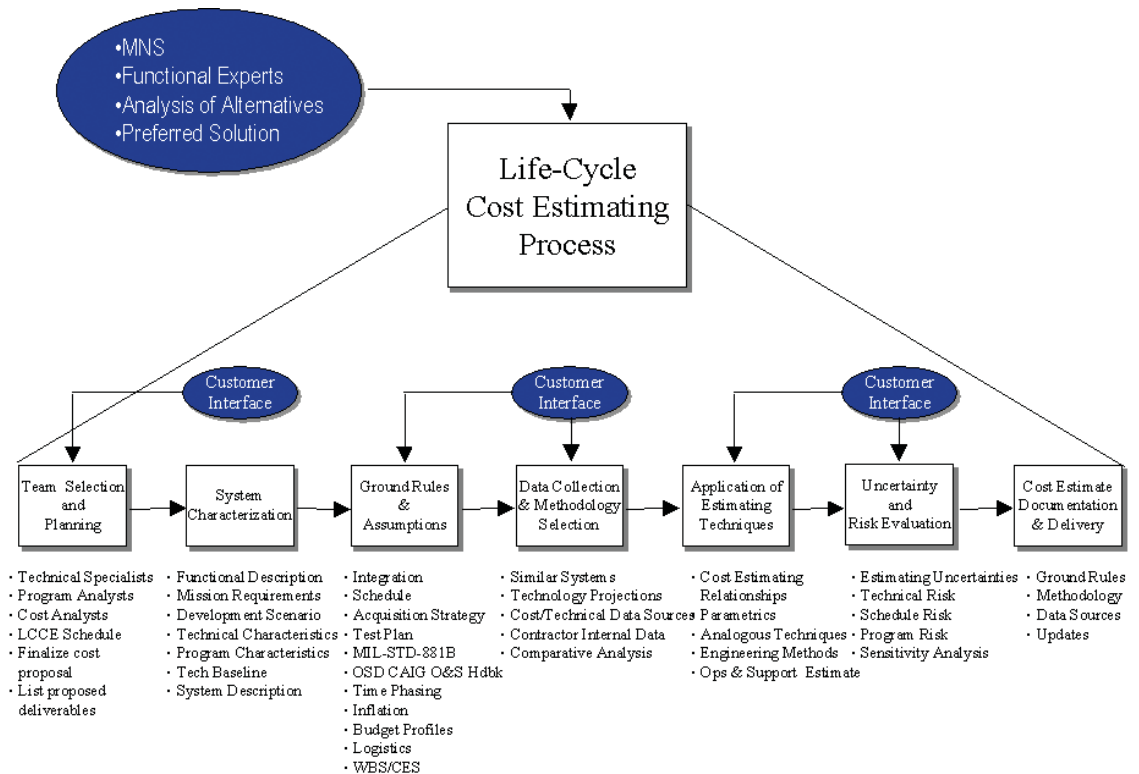 •MNS
•Functional Experts
•Analysis of Alternatives
•Preferred Solution
Life-Cycle
Cost Estimating
Process
Customer
Interface
Customer
Interface
Customer
Interface
Team Selection
and
Planning
System
Characterization
Ground Rules
&
Assumptions
Data Collection
& Methodology
Selection
Application of
Estimating
Techniques
Uncertainty
and
Risk Evaluation
Cost Estimate
Documentation
& Delivery
· Technical Specialists
· Program Analysts
· Cost Analysts
· LCCE Schedule
· Finalize cost
proposal
· List proposed
deliverables
· Functional Description
· Mission Requirements
· Development Scenario
· Technical Characteristics
· Program Characteristics
· Tech Baseline
· System Description
· Integration
· Schedule
· Acquisition Strategy
· Test Plan
· MIL-STD-881B
· OSD CAIG O&S Hdbk
· Time Phasing
· Inflation
· Budget Profiles
· Logistics
· WBS/CES
· Similar Systems
· Technology Projections
· Cost/Technical Data Sources
· Contractor Internal Data
· Comparative Analysis
· Cost Estimating
Relationships
· Parametrics
· Analogous Techniques
· Engineering Methods
· Ops & Support Estimate
· Estimating Uncertainties
· Technical Risk
· Schedule Risk
· Program Risk
· Sensitivity Analysis
· Ground Rules
· Methodology
· Data Sources
· Updates